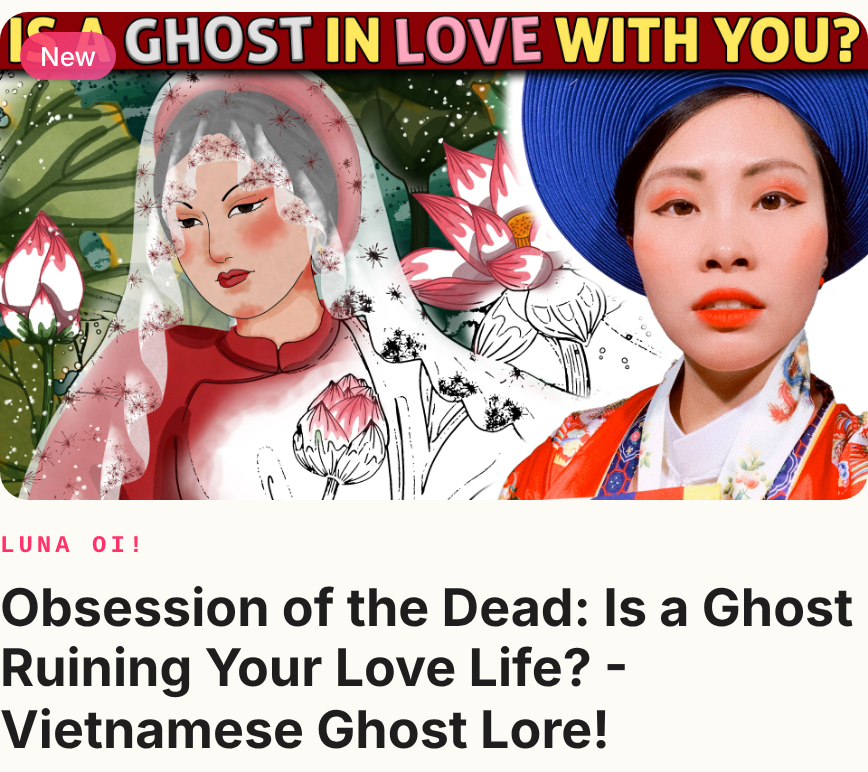 IS A GHOST IN LOVE WITH YOU?
New
LUNA OI!
Obsession of the Dead: Is a Ghost
Ruining Your Love Life? -
Vietnamese Ghost Lore!